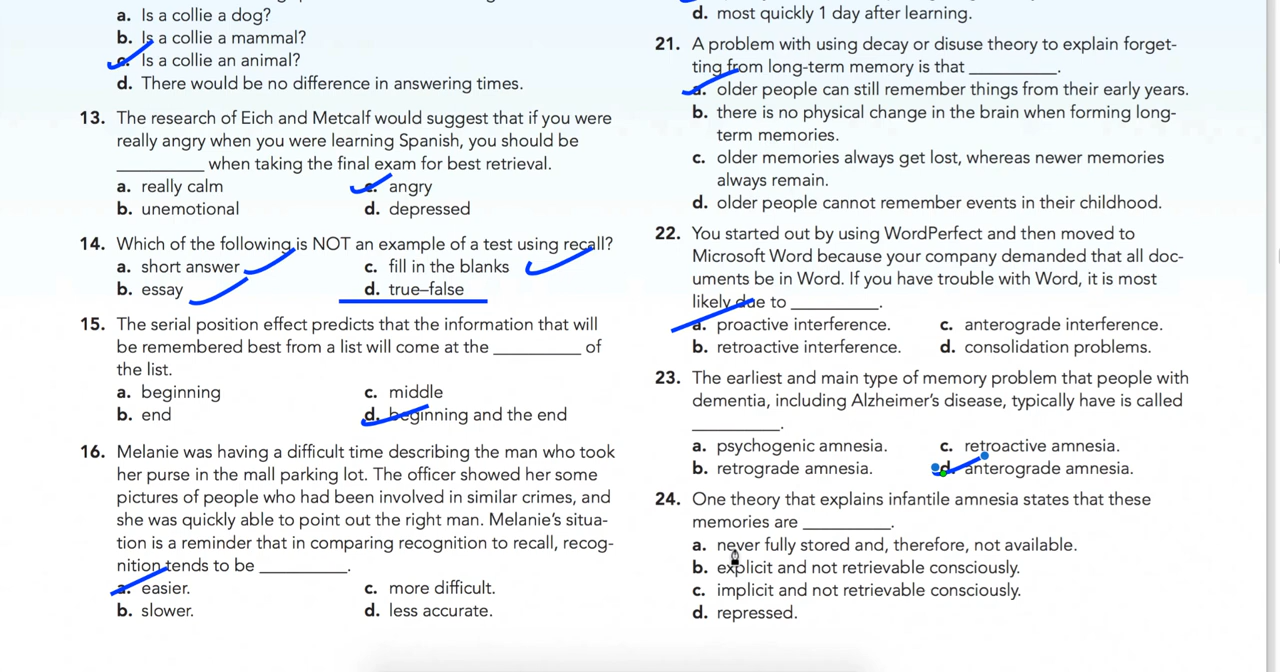 a. Is a collie a dog?
b. Is a collie a mammal?
c. Is a collie an animal?
d. There would be no difference in answering times.
13. The research of Eich and Metcalf would suggest that if you were
really angry when you were learning Spanish, you should be
__________ when taking the final exam for best retrieval.
a. really calm
c. angry
b. unemotional
d. depressed
14. Which of the following is NOT an example of a test using recall?
a. short answer
c. fill in the blanks
b. essay
d. true–false
15. The serial position effect predicts that the information that will
be remembered best from a list will come at the __________ of
the list.
a. beginning
c. middle
b. end
d. beginning and the end
16. Melanie was having a difficult time describing the man who took
her purse in the mall parking lot. The officer showed her some
pictures of people who had been involved in similar crimes, and
she was quickly able to point out the right man. Melanie's situa-
tion is a reminder that in comparing recognition to recall, recog-
nition tends to be __________.
a. easier.
c. more difficult.
b. slower.
d. less accurate.
d. most quickly 1 day after learning.
21. A problem with using decay or disuse theory to explain forget-
ting from long-term memory is that __________.
a. older people can still remember things from their early years.
b. there is no physical change in the brain when forming long-
term memories.
c. older memories always get lost, whereas newer memories
always remain.
d. older people cannot remember events in their childhood.
22. You started out by using WordPerfect and then moved to
Microsoft Word because your company demanded that all doc-
uments be in Word. If you have trouble with Word, it is most
likely due to __________.
a. proactive interference.
c. anterograde interference.
b. retroactive interference.
d. consolidation problems.
23. The earliest and main type of memory problem that people with
dementia, including Alzheimer's disease, typically have is called
__________.
a. psychogenic amnesia.
c. retroactive amnesia.
b. retrograde amnesia.
d. anterograde amnesia.
24. One theory that explains infantile amnesia states that these
memories are __________.
a. never fully stored and, therefore, not available.
b. explicit and not retrievable consciously.
c. implicit and not retrievable consciously.
d. repressed.